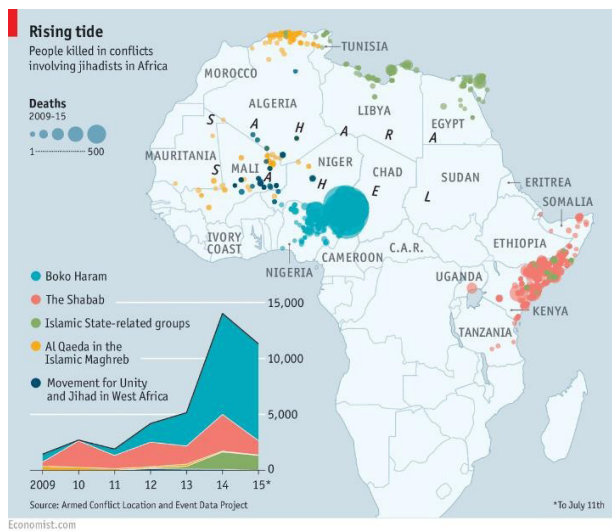 Rising tide
People killed in conflicts
involving jihadists in Africa
Deaths
2009-15
1 500
TUNISIA
MOROCCO
ALGERIA
LIBYA
EGYPT
S A H A R A
MAURITANIA
MALI
NIGER
CHAD
SUDAN
ERITREA
S A H E L
SOMALIA
IVORY
COAST
NIGERIA
CAMEROON
C.A.R.
ETHIOPIA
UGANDA
KENYA
TANZANIA
Boko Haram
The Shabab
Islamic State-related groups
Al Qaeda in the
Islamic Maghreb
Movement for Unity
and Jihad in West Africa
15,000
10,000
5,000
0
2009 10 11 12 13 14 15*
Source: Armed Conflict Location and Event Data Project
*To July 11th
Economist.com